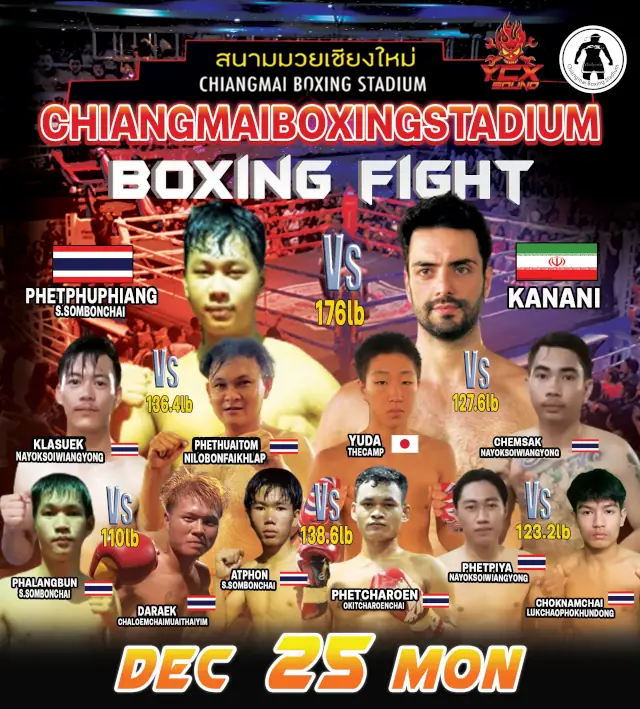 สนามมวยเชียงใหม่
CHIANGMAI BOXING STADIUM
YCX
SOUND
Chiangmai Boxing Stadium
CHIANGMAIBOXINGSTADIUM
BOXING FIGHT
PHETPHUPHIANG
S.SOMBONCHAI
Vs
176lb
KANANI
Vs
136.4lb
Vs
127.6lb
KLASUEK
NAYOKSOIWIANGYONG
PHETHUAITOM
NILOBONFAIKHLAP
YUDA
THECAMP
CHEMSAK
NAYOKSOIWIANGYONG
Vs
110lb
Vs
138.6lb
Vs
123.2lb
PHALANGBUN
S.SOMBONCHAI
DARAEK
CHALOEMCHAIMUAITHAIYIM
ATPHON
S.SOMBONCHAI
PHETCHAROEN
OKITCHAROENCHAI
PHETPIYA
NAYOKSOIWIANGYONG
CHOKNAMCHAI
LUKCHAOPHOKHUNDONG
DEC 25 MON